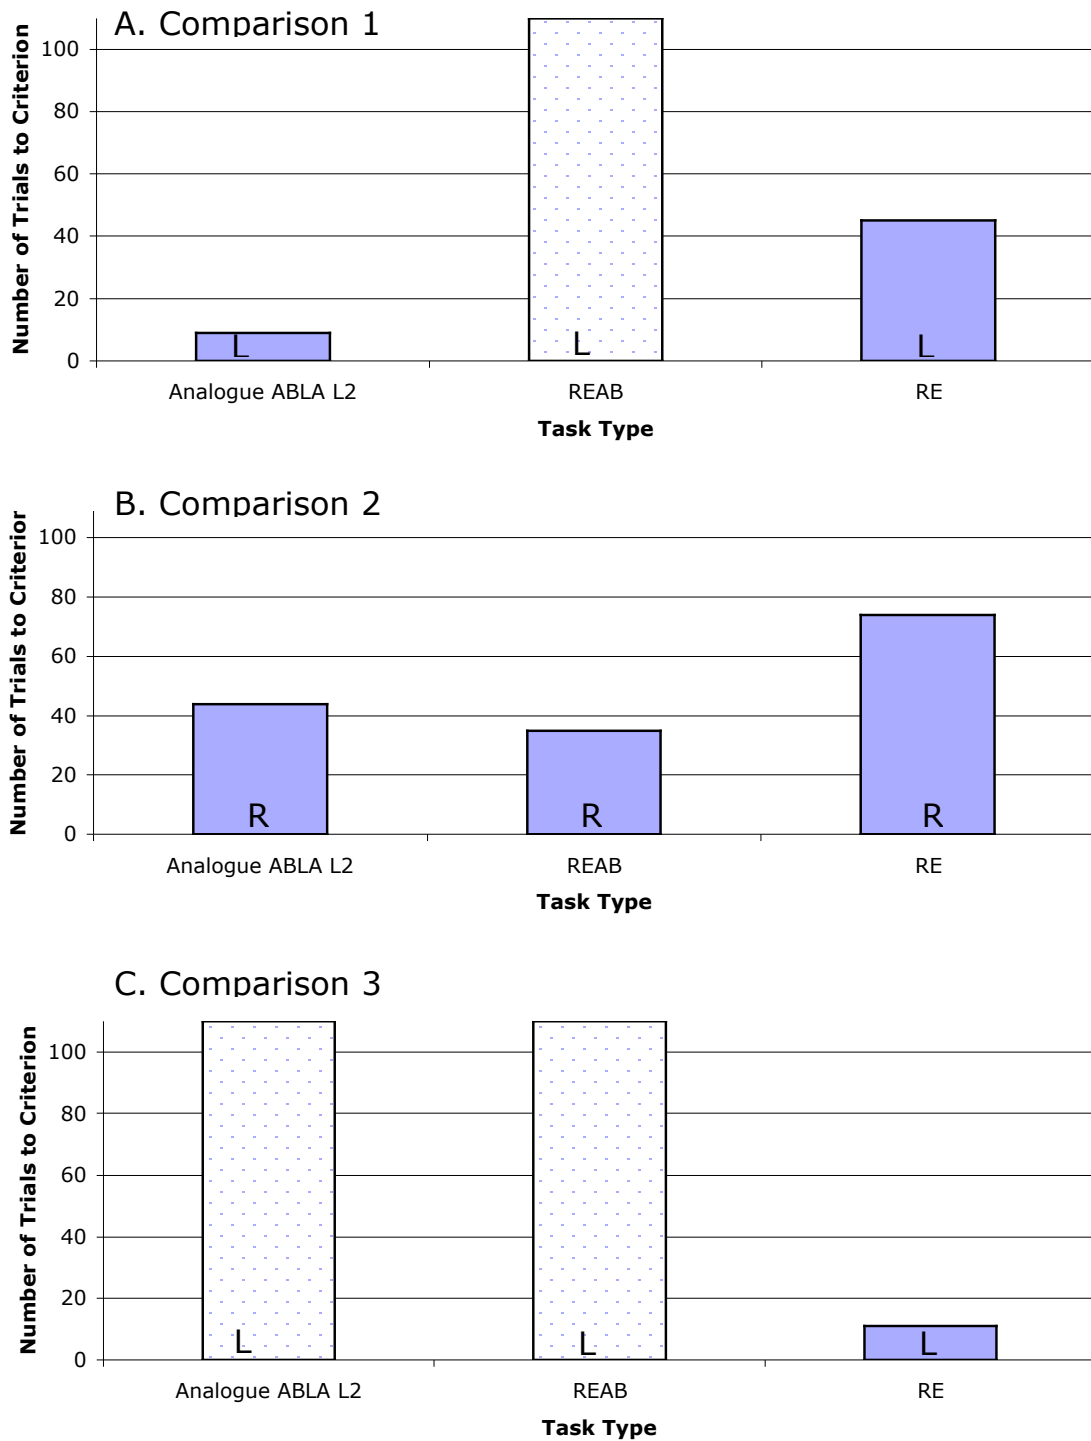 A. Comparison 1
Number of Trials to Criterion
100
80
60
40
20
0
L
L
L
Analogue ABLA L2 REAB RE
Task Type
B. Comparison 2
Number of Trials to Criterior
100
80
60
40
20
0
R
R
R
Analogue ABLA L2 REAB RE
Task Type
C. Comparison 3
Number of Trials to Criterion
100
80
60
40
20
0
L
L
L
Analogue ABLA L2 REAB RE
Task Type